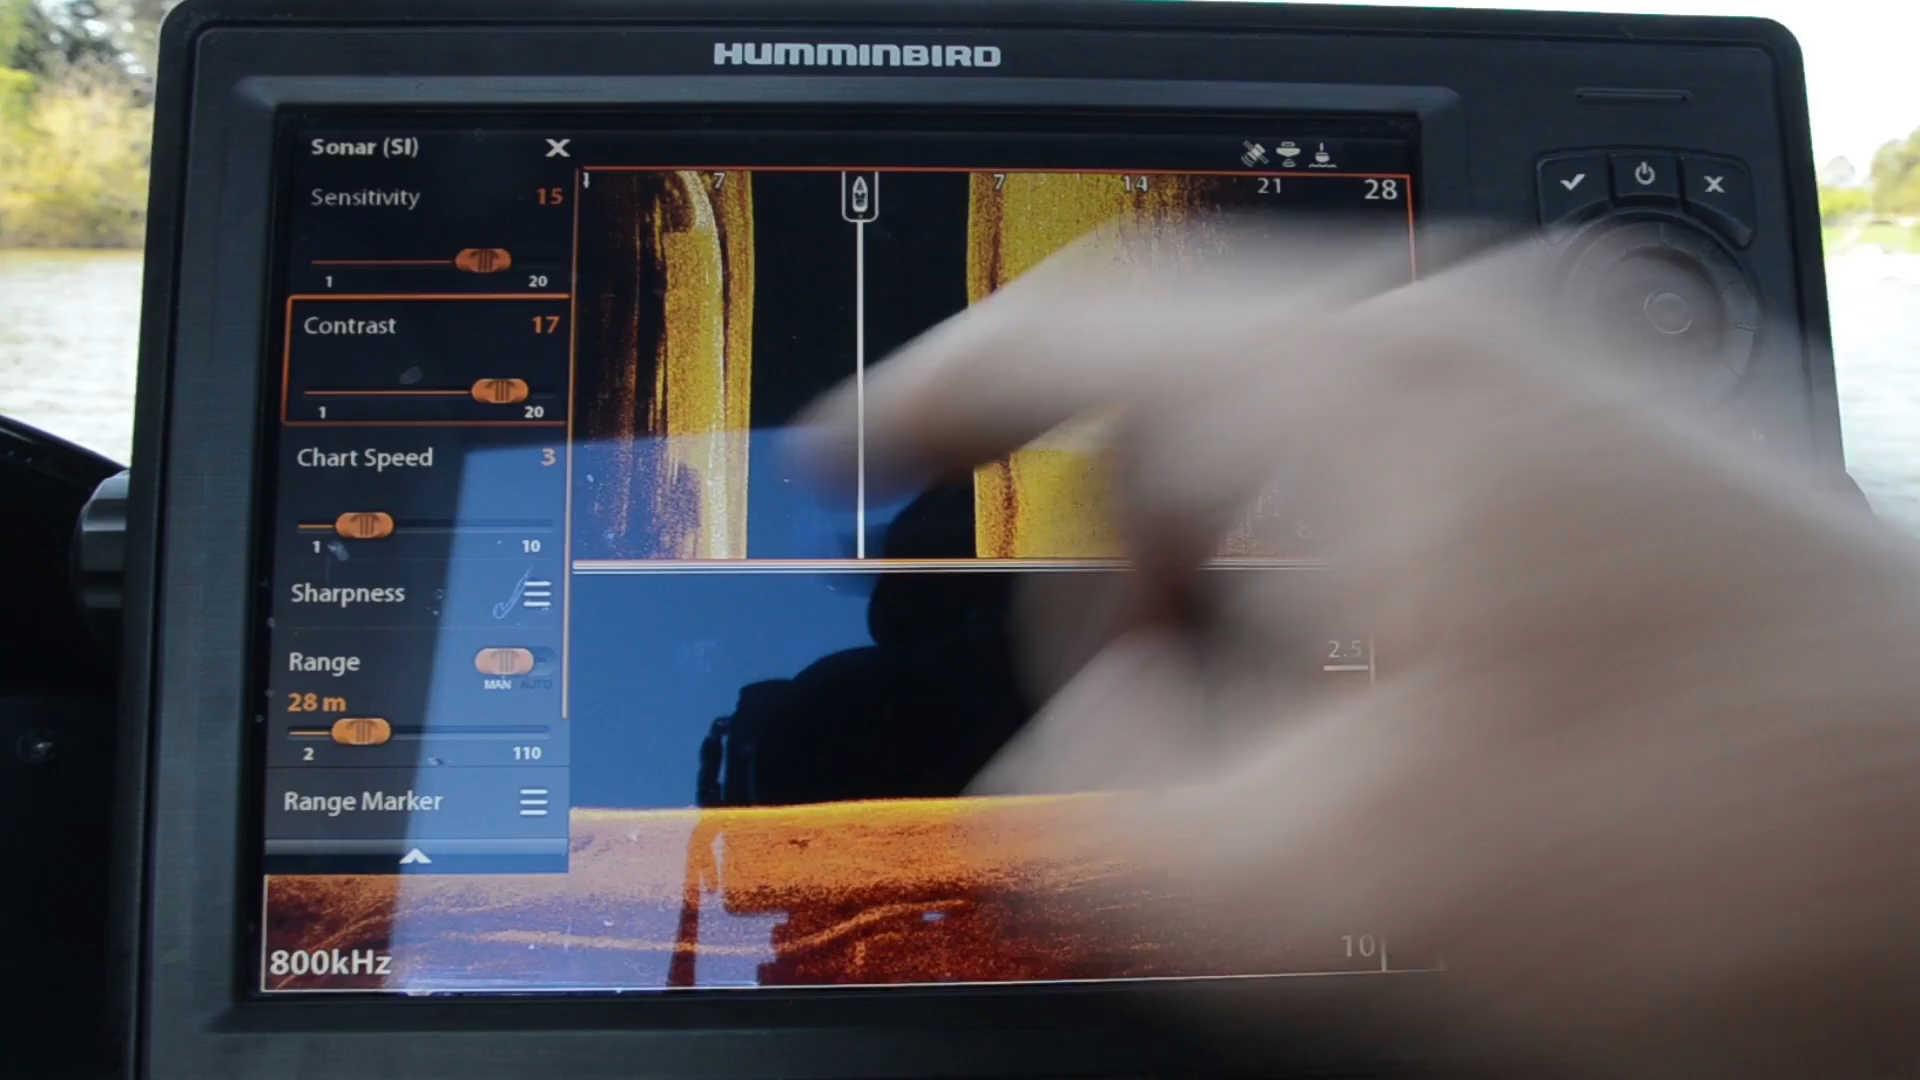 HUMMINBIRD
Sonar (SI)
Sensitivity 15
1 20
Contrast 17
1 20
Chart Speed 3
1 10
Sharpness
Range
MAN AUTO
28 m
2 110
Range Marker
7 7 14 21 28
2.5
10
800kHz